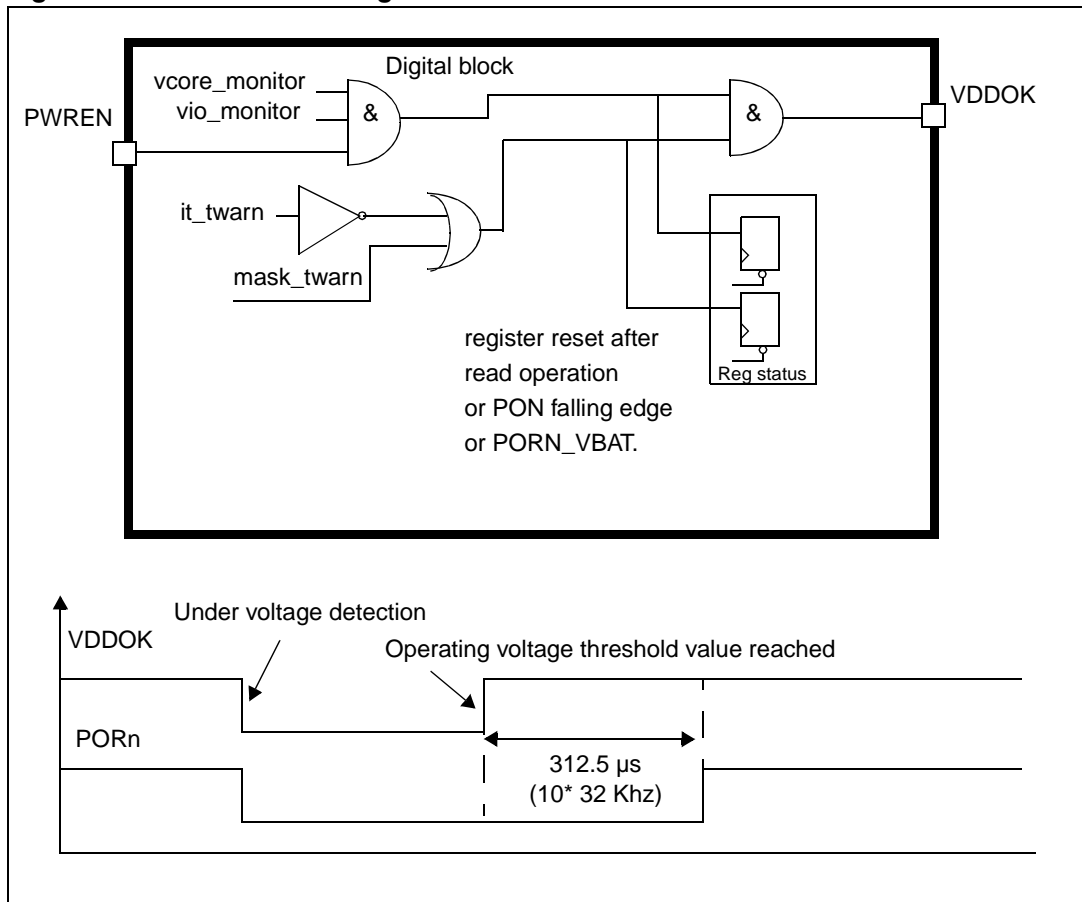 Digital block
vcore_monitor
vio_monitor
VDDOK
PWREN
&
&
it_twarn
mask_twarn
register reset after
read operation
or PON falling edge
or PORN_VBAT.
Reg status
Under voltage detection
VDDOK
Operating voltage threshold value reached
PORn
312.5 µs
(10* 32 Khz)